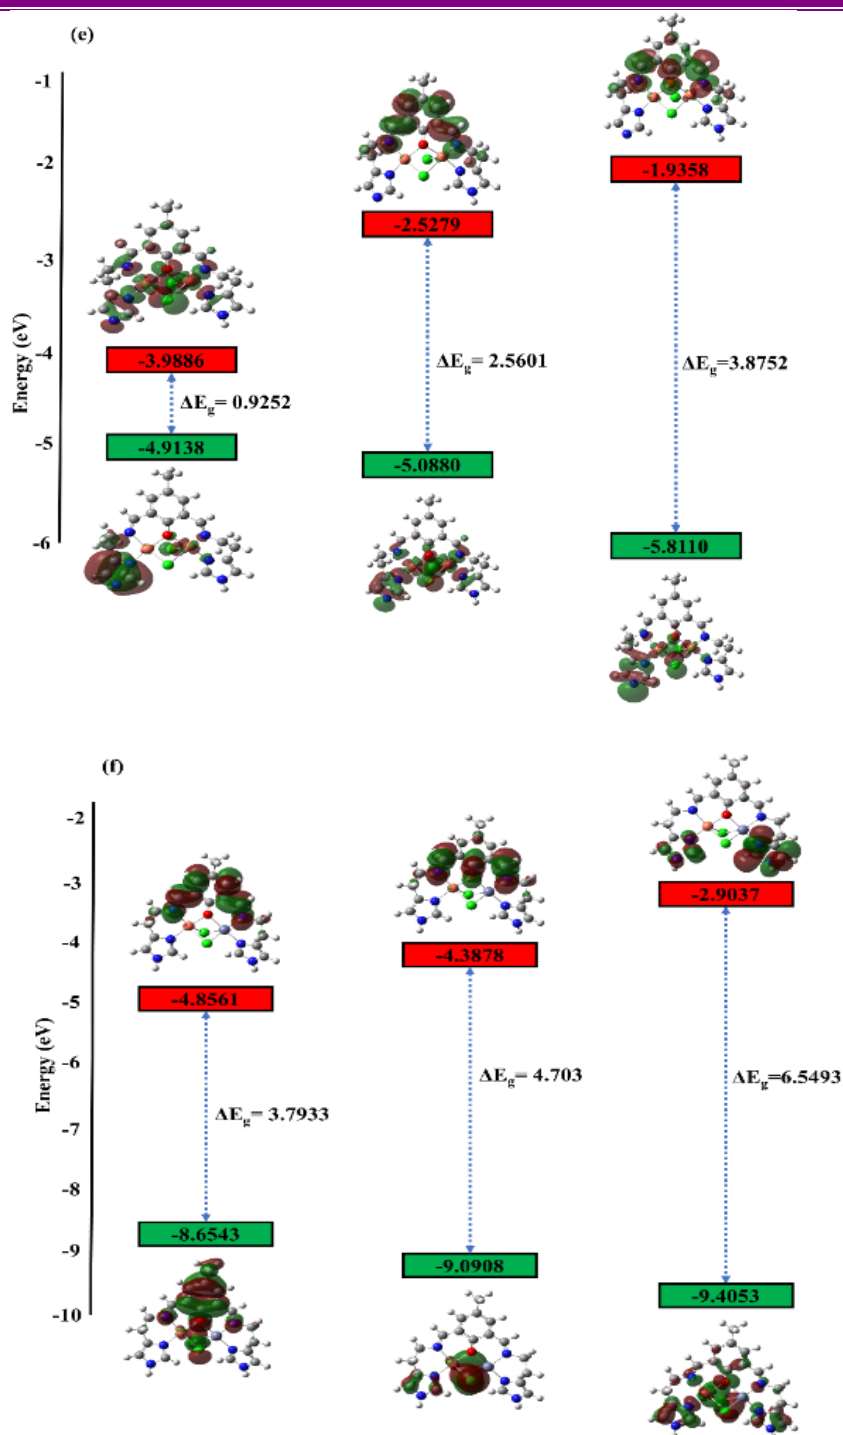 (e)
Energy (eV)
-1
-2
-3
-4
-5
-6
-3.9886
ΔEg= 0.9252
-4.9138
-2.5279
ΔEg= 2.5601
-5.0880
-1.9358
ΔEg=3.8752
-5.8110
(f)
Energy (eV)
-2
-3
-4
-5
-6
-7
-8
-9
-10
-4.8561
ΔEg= 3.7933
-8.6543
-4.3878
ΔEg= 4.703
-9.0908
-2.9037
ΔEg=6.5493
-9.4053